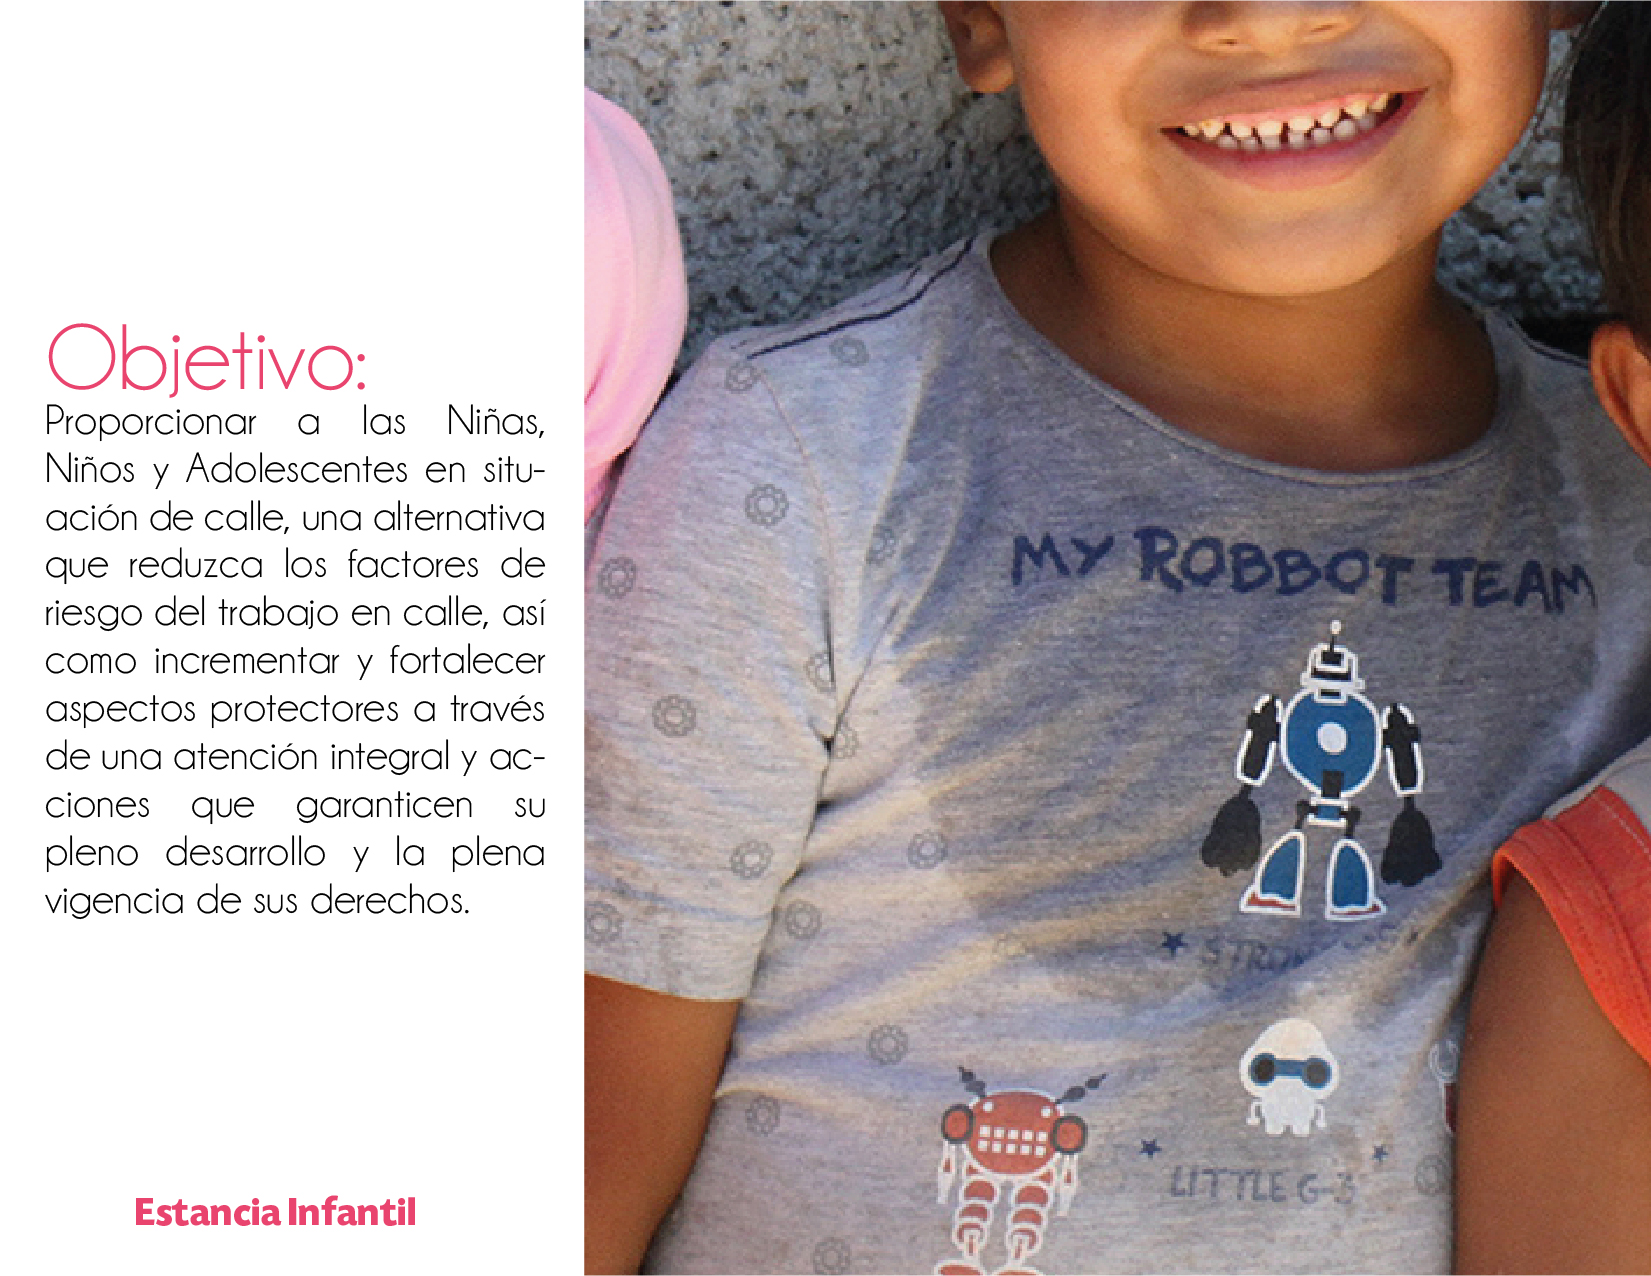 Objetivo:
Proporcionar a las Niñas,
Niños y Adolescentes en situ-
ación de calle, una alternativa
que reduzca los factores de
riesgo del trabajo en calle, así
como incrementar y fortalecer
aspectos protectores a través
de una atención integral y ac-
ciones que garanticen su
pleno desarrollo y la plena
vigencia de sus derechos.
Estancia Infantil
MY ROBBOT TEAM
LITTLE G-3